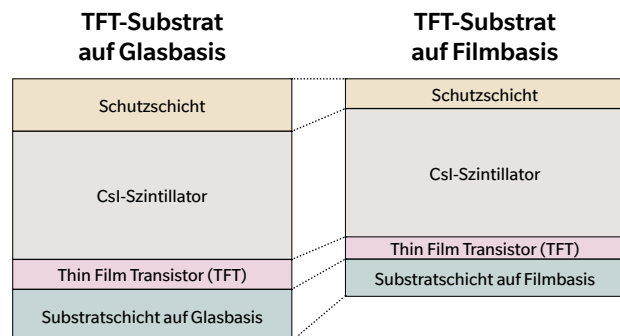 TFT-Substrat
auf Glasbasis
TFT-Substrat
auf Filmbasis
Schutzschicht
CsI-Szintillator
Thin Film Transistor (TFT)
Substratschicht auf Glasbasis
Schutzschicht
CsI-Szintillator
Thin Film Transistor (TFT)
Substratschicht auf Filmbasis